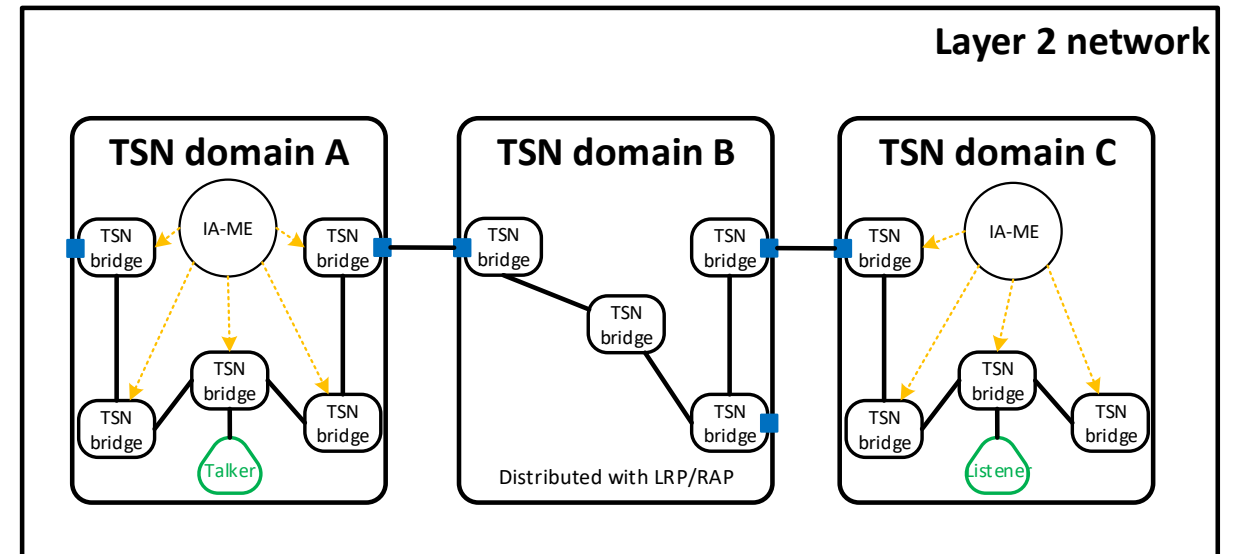 Layer 2 network
TSN domain A
TSN domain B
TSN domain C
IA-ME
TSN
bridge
TSN
bridge
TSN
bridge
TSN
bridge
TSN
bridge
Talker
TSN
bridge
TSN
bridge
TSN
bridge
TSN
bridge
Distributed with LRP/RAP
IA-ME
TSN
bridge
TSN
bridge
TSN
bridge
TSN
bridge
Listener